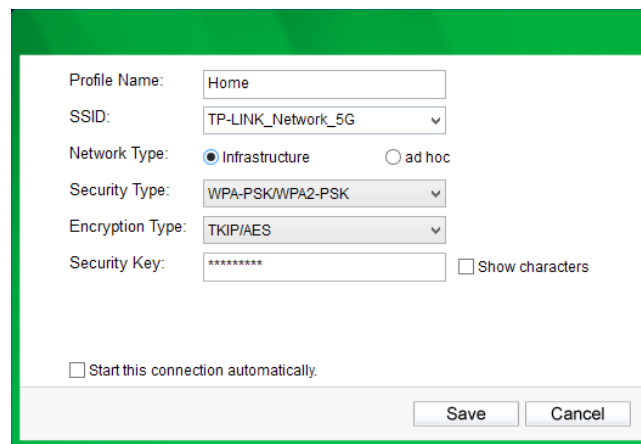 Profile Name: Home
SSID: TP-LINK_Network_5G
Network Type: Infrastructure ad hoc
Security Type: WPA-PSK/WPA2-PSK
Encryption Type: TKIP/AES
Security Key: ********* Show characters
Start this connection automatically.
Save Cancel